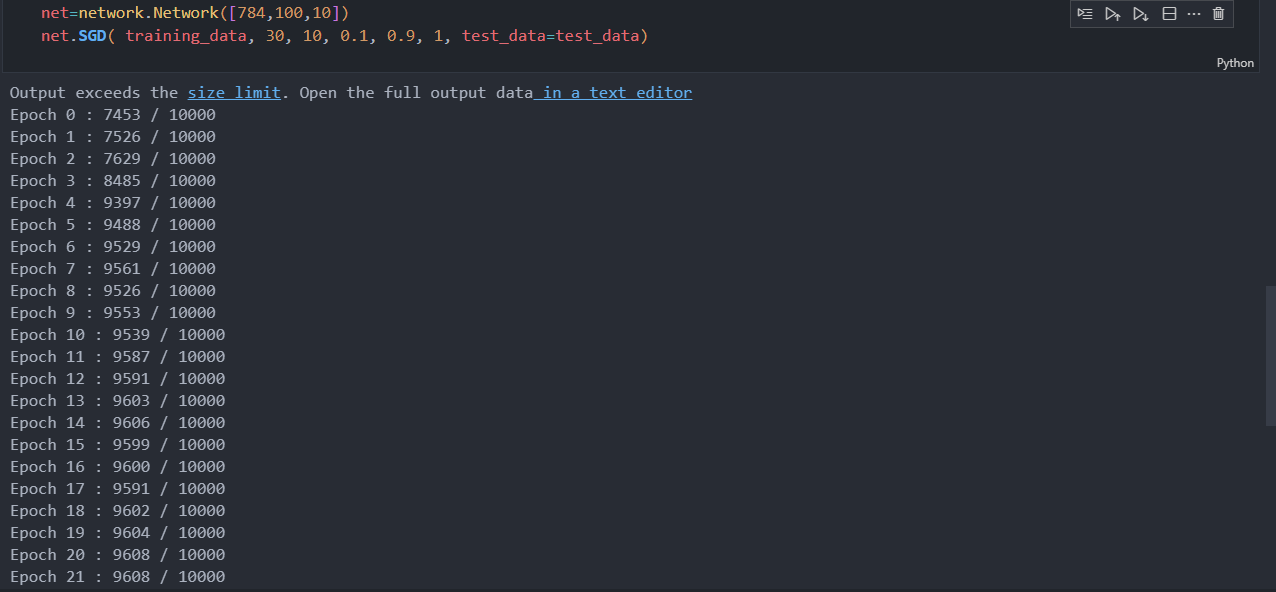 net=network.Network([784,100,10])
net.SGD( training_data, 30, 10, 0.1, 0.9, 1, test_data=test_data)
Python
Output exceeds the size limit. Open the full output data in a text editor
Epoch 0 : 7453 / 10000
Epoch 1 : 7526 / 10000
Epoch 2 : 7629 / 10000
Epoch 3 : 8485 / 10000
Epoch 4 : 9397 / 10000
Epoch 5 : 9488 / 10000
Epoch 6 : 9529 / 10000
Epoch 7 : 9561 / 10000
Epoch 8 : 9526 / 10000
Epoch 9 : 9553 / 10000
Epoch 10 : 9539 / 10000
Epoch 11 : 9587 / 10000
Epoch 12 : 9591 / 10000
Epoch 13 : 9603 / 10000
Epoch 14 : 9606 / 10000
Epoch 15 : 9599 / 10000
Epoch 16 : 9600 / 10000
Epoch 17 : 9591 / 10000
Epoch 18 : 9602 / 10000
Epoch 19 : 9604 / 10000
Epoch 20 : 9608 / 10000
Epoch 21 : 9608 / 10000